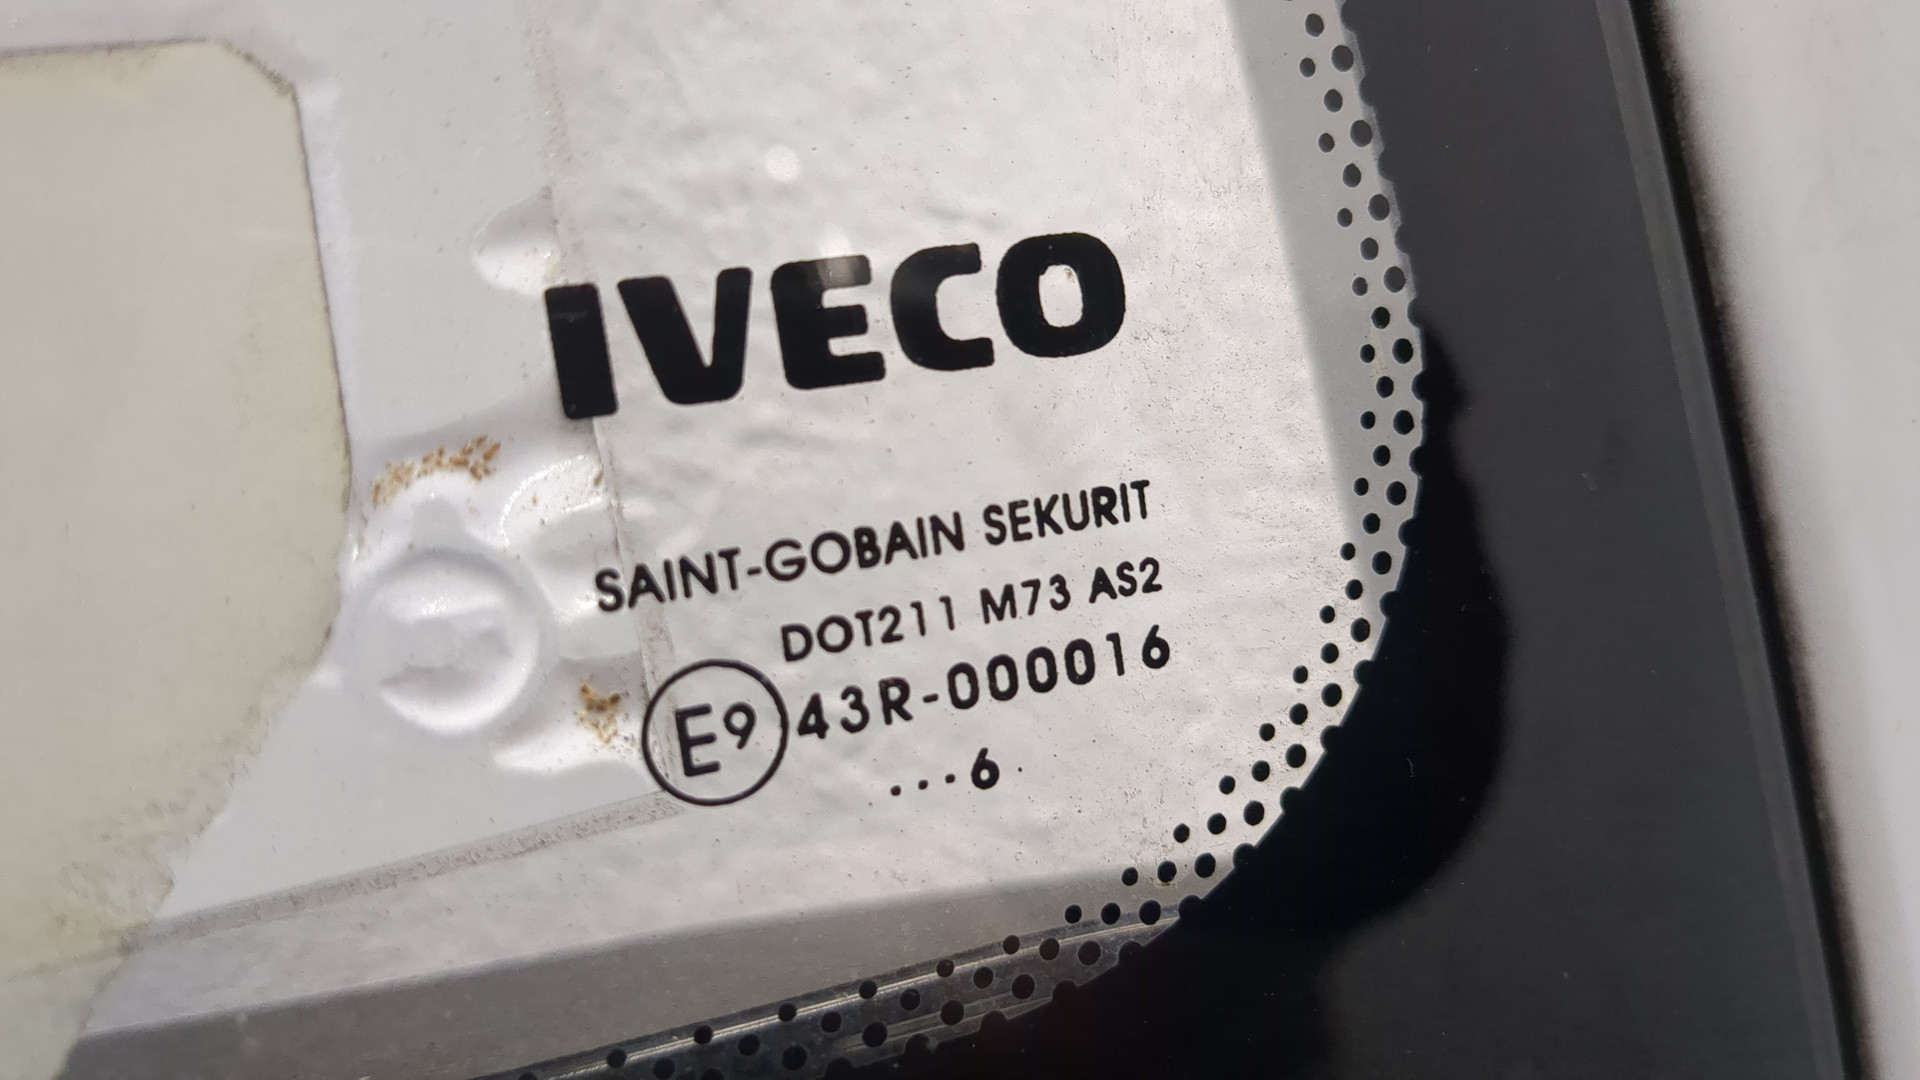 IVECO
SAINT-GOBAIN SEKURIT
DOT211 M73 AS2
E9 43R-000016
...6.